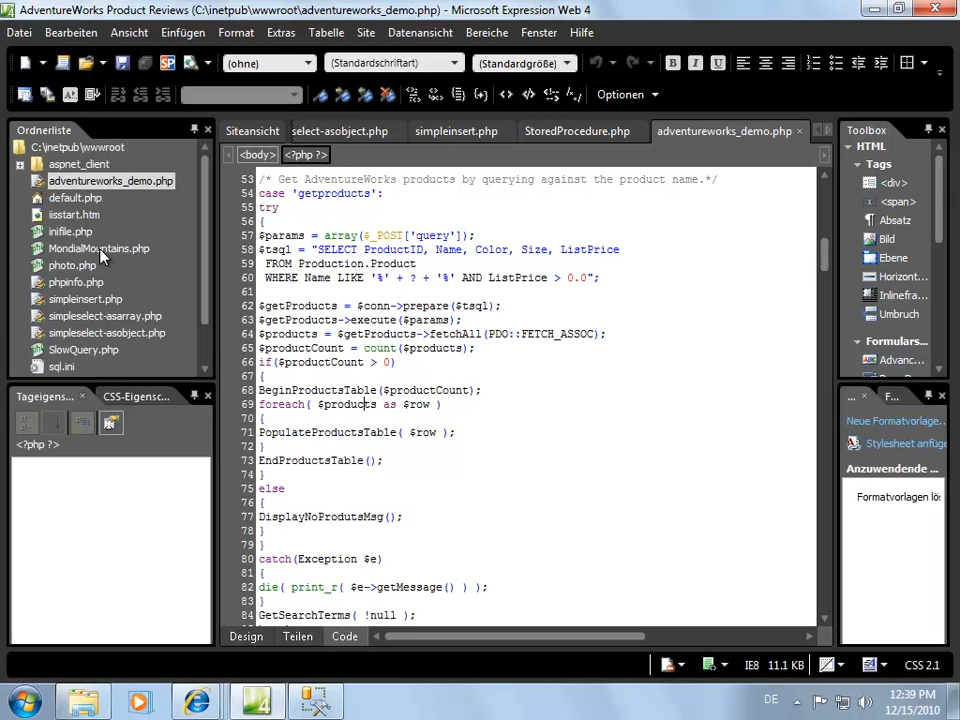 AdventureWorks Product Reviews (C:\inetpub\wwwroot\adventureworks_demo.php) - Microsoft Expression Web 4
Datei Bearbeiten Ansicht Einfügen Format Extras Tabelle Site Datenansicht Bereiche Fenster Hilfe
(ohne) (Standardschriftart) (Standardgröße) B I U
Optionen
Ordnerliste
C:\inetpub\wwwroot
aspnet_client
adventureworks_demo.php
default.php
iisstart.htm
inifile.php
MondialMountains.php
photo.php
phpinfo.php
simpleinsert.php
simpleselect-asarray.php
simpleselect-asobject.php
SlowQuery.php
sql.ini
Tageigens... CSS-Eigensc...
<?php ?>
Siteansicht select-asobject.php simpleinsert.php StoredProcedure.php adventureworks_demo.php
<body> <?php ?>
53 /* Get AdventureWorks products by querying against the product name.*/
54 case 'getproducts':
55 try
56 {
57 $params = array($_POST['query']);
58 $tsql = "SELECT ProductID, Name, Color, Size, ListPrice
59 FROM Production.Product
60 WHERE Name LIKE '%' + ? + '%' AND ListPrice > 0.0";
61
62 $getProducts = $conn->prepare($tsql);
63 $getProducts->execute($params);
64 $products = $getProducts->fetchAll(PDO::FETCH_ASSOC);
65 $productCount = count($products);
66 if($productCount > 0)
67 {
68 BeginProductsTable($productCount);
69 foreach( $products as $row )
70 {
71 PopulateProductsTable( $row );
72 }
73 EndProductsTable();
74 }
75 else
76 {
77 DisplayNoProdutsMsg();
78 }
79 }
80 catch(Exception $e)
81 {
82 die( print_r( $e->getMessage() ) );
83 }
84 GetSearchTerms( !null );
Design Teilen Code
Toolbox
HTML
Tags
<div>
<span>
Absatz
Bild
Ebene
Horizont...
Inlinefra...
Umbruch
Formulars...
Advanc...
... F...
Neue Formatvorlage...
Stylesheet anfüge
Anzuwendende ...
Formatvorlagen lö:
IE8 11.1 KB CSS 2.1
DE 12:39 PM
12/15/2010